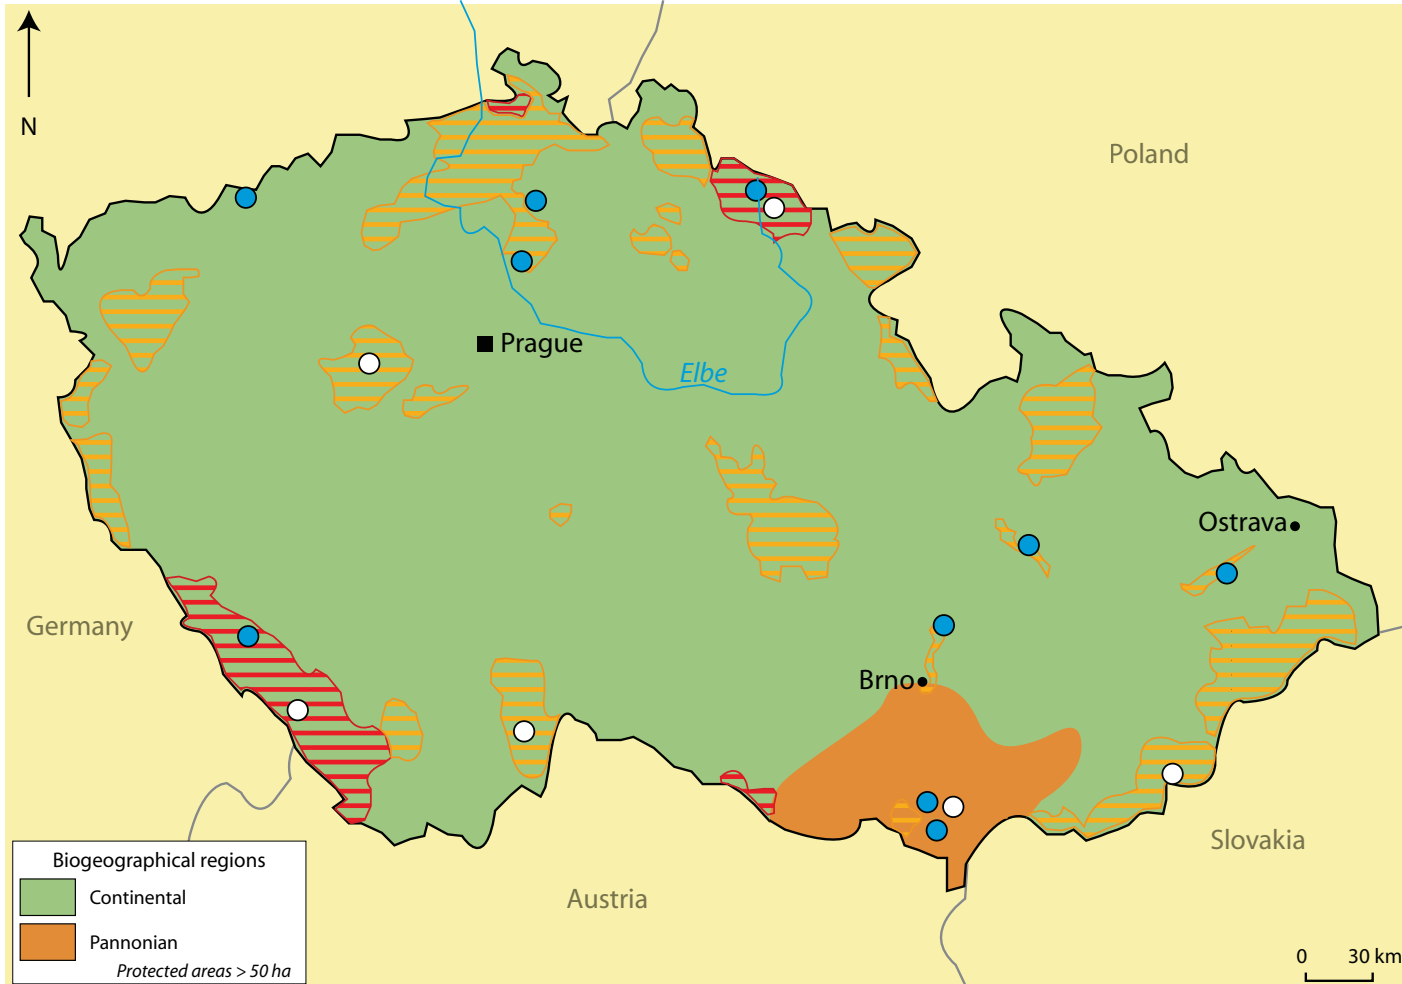 N
Poland
Prague
Elbe
Ostrava
Germany
Brno
Slovakia
Austria
Biogeographical regions
Continental
Pannonian
Protected areas > 50 ha
0 30 km